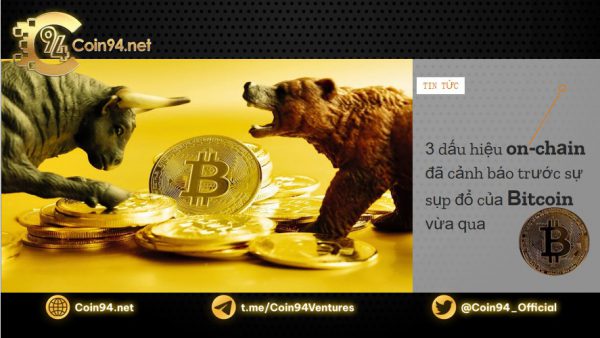 94
Coin94.net
TIN TỨC
3 dấu hiệu on-chain
đã cảnh báo trước sự
sụp đổ của Bitcoin
vừa qua
Coin94.net
t.me/Coin94Ventures
@Coin94_Official